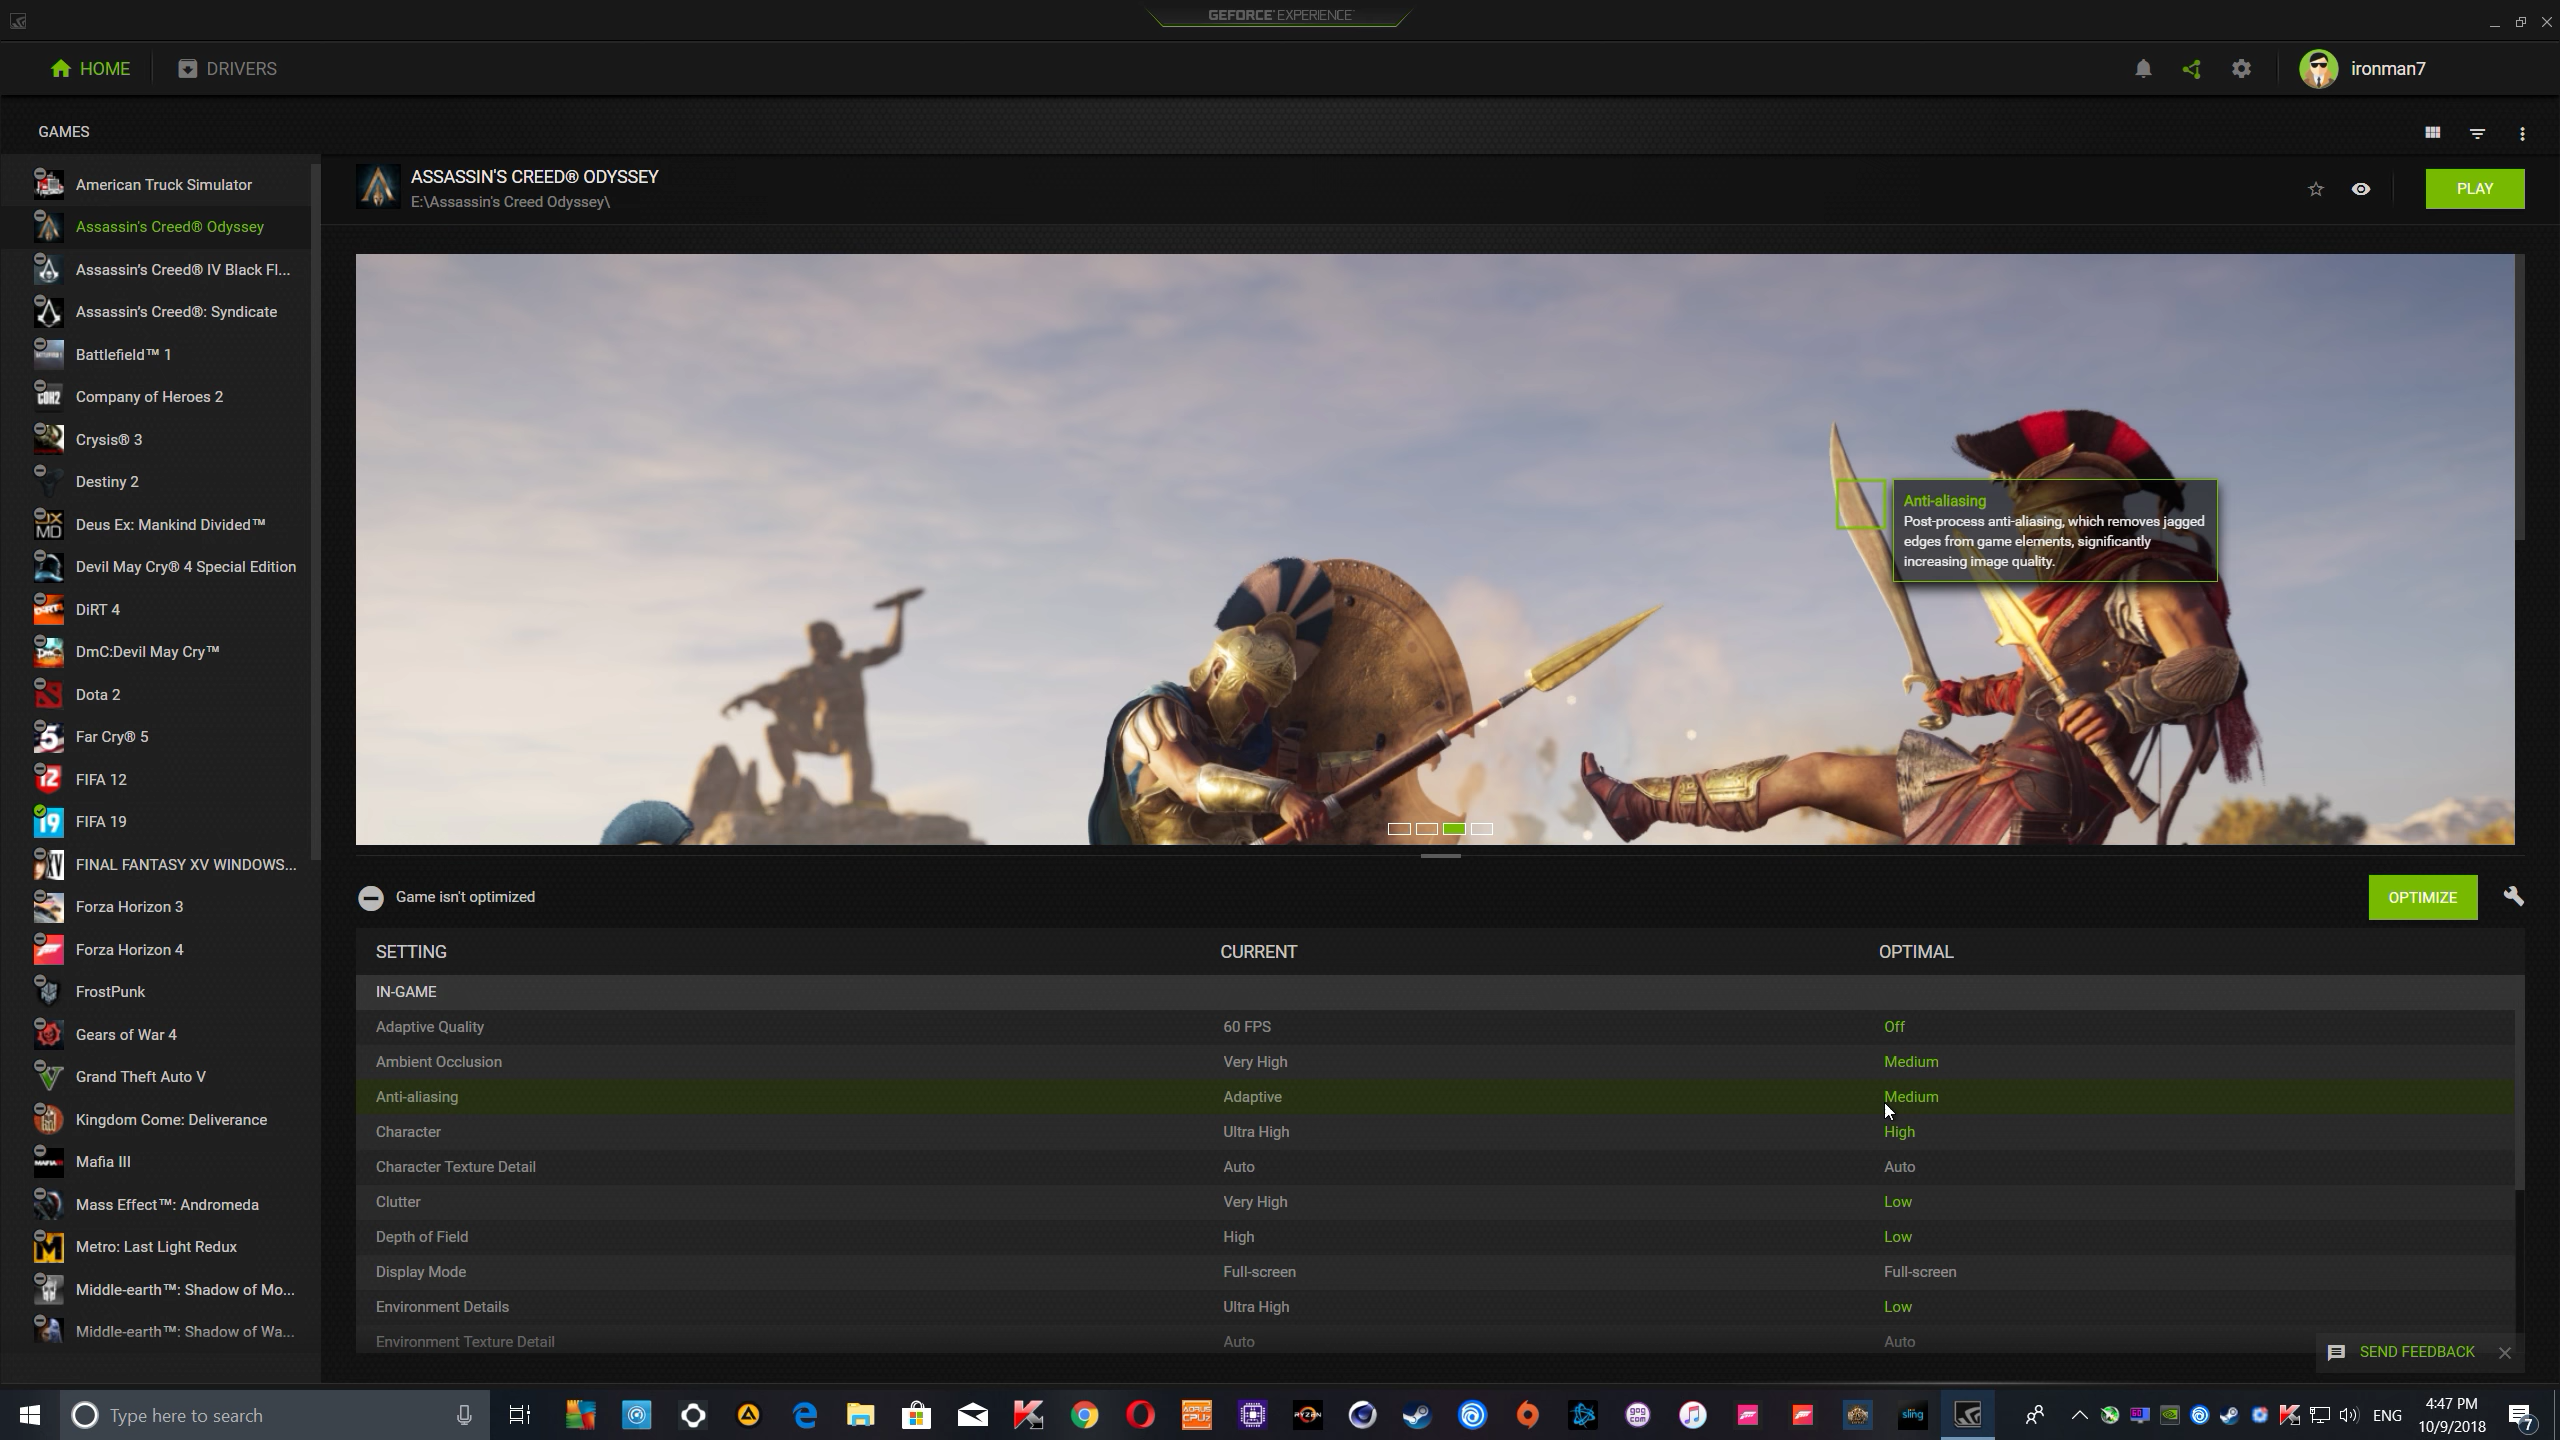 GEFORCE® EXPERIENCE™
HOME
DRIVERS
ironman7
GAMES
American Truck Simulator
Assassin's Creed® Odyssey
Assassin's Creed® IV Black Fl...
Assassin's Creed®: Syndicate
Battlefield™ 1
Company of Heroes 2
Crysis® 3
Destiny 2
Deus Ex: Mankind Divided™
Devil May Cry® 4 Special Edition
DiRT 4
DmC:Devil May Cry™
Dota 2
Far Cry® 5
FIFA 12
FIFA 19
FINAL FANTASY XV WINDOWS...
Forza Horizon 3
Forza Horizon 4
FrostPunk
Gears of War 4
Grand Theft Auto V
Kingdom Come: Deliverance
Mafia III
Mass Effect™: Andromeda
Metro: Last Light Redux
Middle-earth™: Shadow of Mo...
Middle-earth™: Shadow of Wa...
ASSASSIN'S CREED® ODYSSEY
E:\Assassin's Creed Odyssey\
PLAY
Anti-aliasing
Post-process anti-aliasing, which removes jagged
edges from game elements, significantly
increasing image quality.
Game isn't optimized
OPTIMIZE
SETTING CURRENT OPTIMAL
IN-GAME
Adaptive Quality 60 FPS Off
Ambient Occlusion Very High Medium
Anti-aliasing Adaptive Medium
Character Ultra High High
Character Texture Detail Auto Auto
Clutter Very High Low
Depth of Field High Low
Display Mode Full-screen Full-screen
Environment Details Ultra High Low
Environment Texture Detail Auto Auto
SEND FEEDBACK
Type here to search
AORUS
CPUz
RYZEN
gog
com
sling
60
ENG
4:47 PM
10/9/2018
7